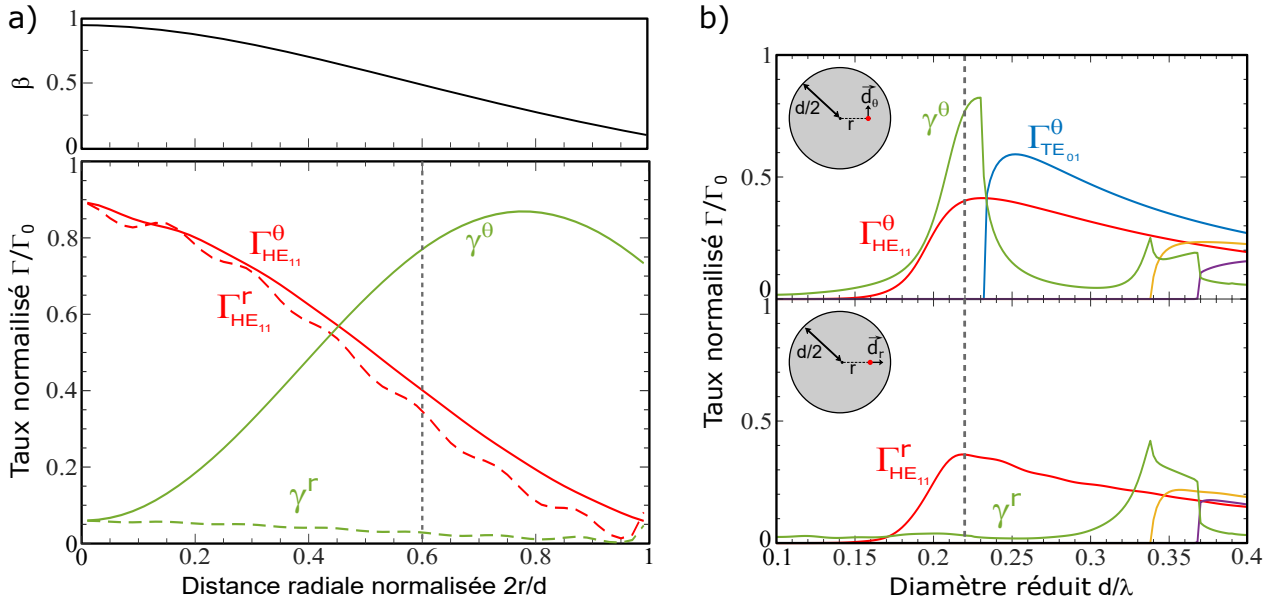 a)
1
0.5
0
β
1
0.8
0.6
0.4
0.2
0
Taux normalisé Γ/Γ₀
Γ^θ_HE₁₁
Γ^r_HE₁₁
γ^θ
γ^r
0
0.2
0.4
0.6
0.8
1
Distance radiale normalisée 2r/d
b)
1
0.5
0
d/2
r
d_θ
γ^θ
Γ^θ_TE₀₁
Γ^θ_HE₁₁
1
0.5
0
d/2
r
d_r
Γ^r_HE₁₁
γ^r
Taux normalisé Γ/Γ₀
0.1
0.15
0.2
0.25
0.3
0.35
0.4
Diamètre réduit d/λ